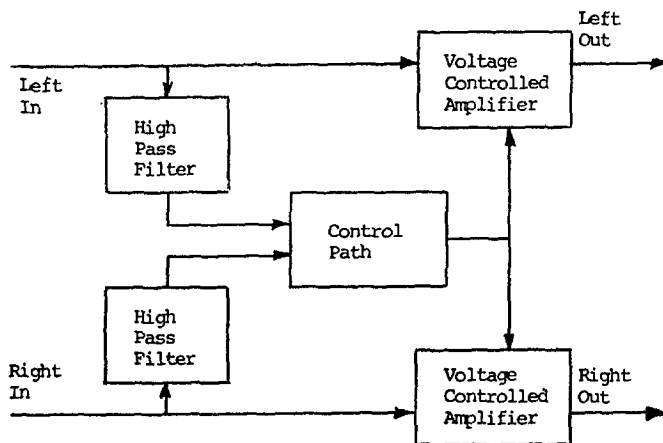 Left
Out
Voltage
Controlled
Amplifier
Left
In
High
Pass
Filter
Control
Path
High
Pass
Filter
Right
In
Voltage
Controlled
Amplifier
Right
Out